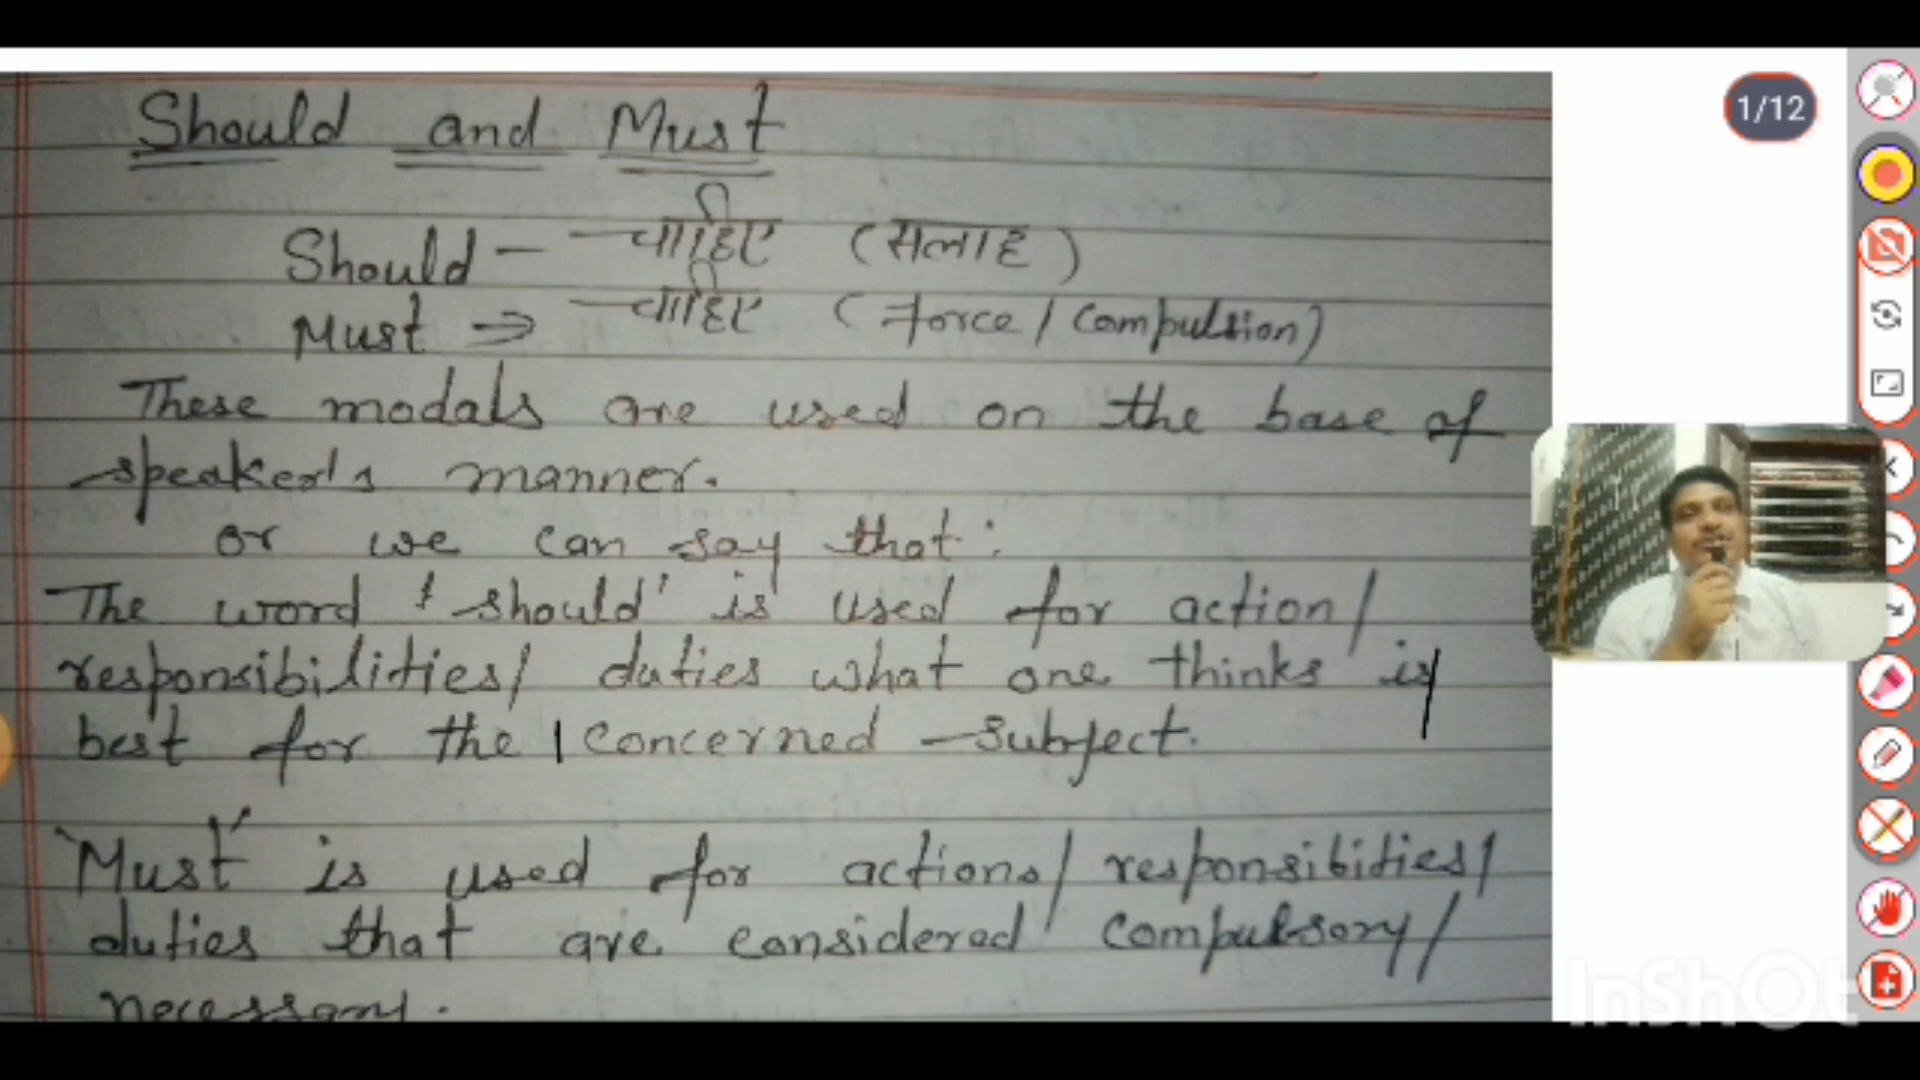 1/12
Should and Must
Should - चाहिए (सलाह)
Must ⇒ चाहिए (Force/Compulsion)
These modals are used on the base of
speaker's manner.
or we can say that:
The word 'should' is used for action/
responsibilities/ duties what one thinks is
best for the concerned subject.
'Must' is used for actions/ responsibities/
duties that are considered compulsory/
necessary.
InShOt